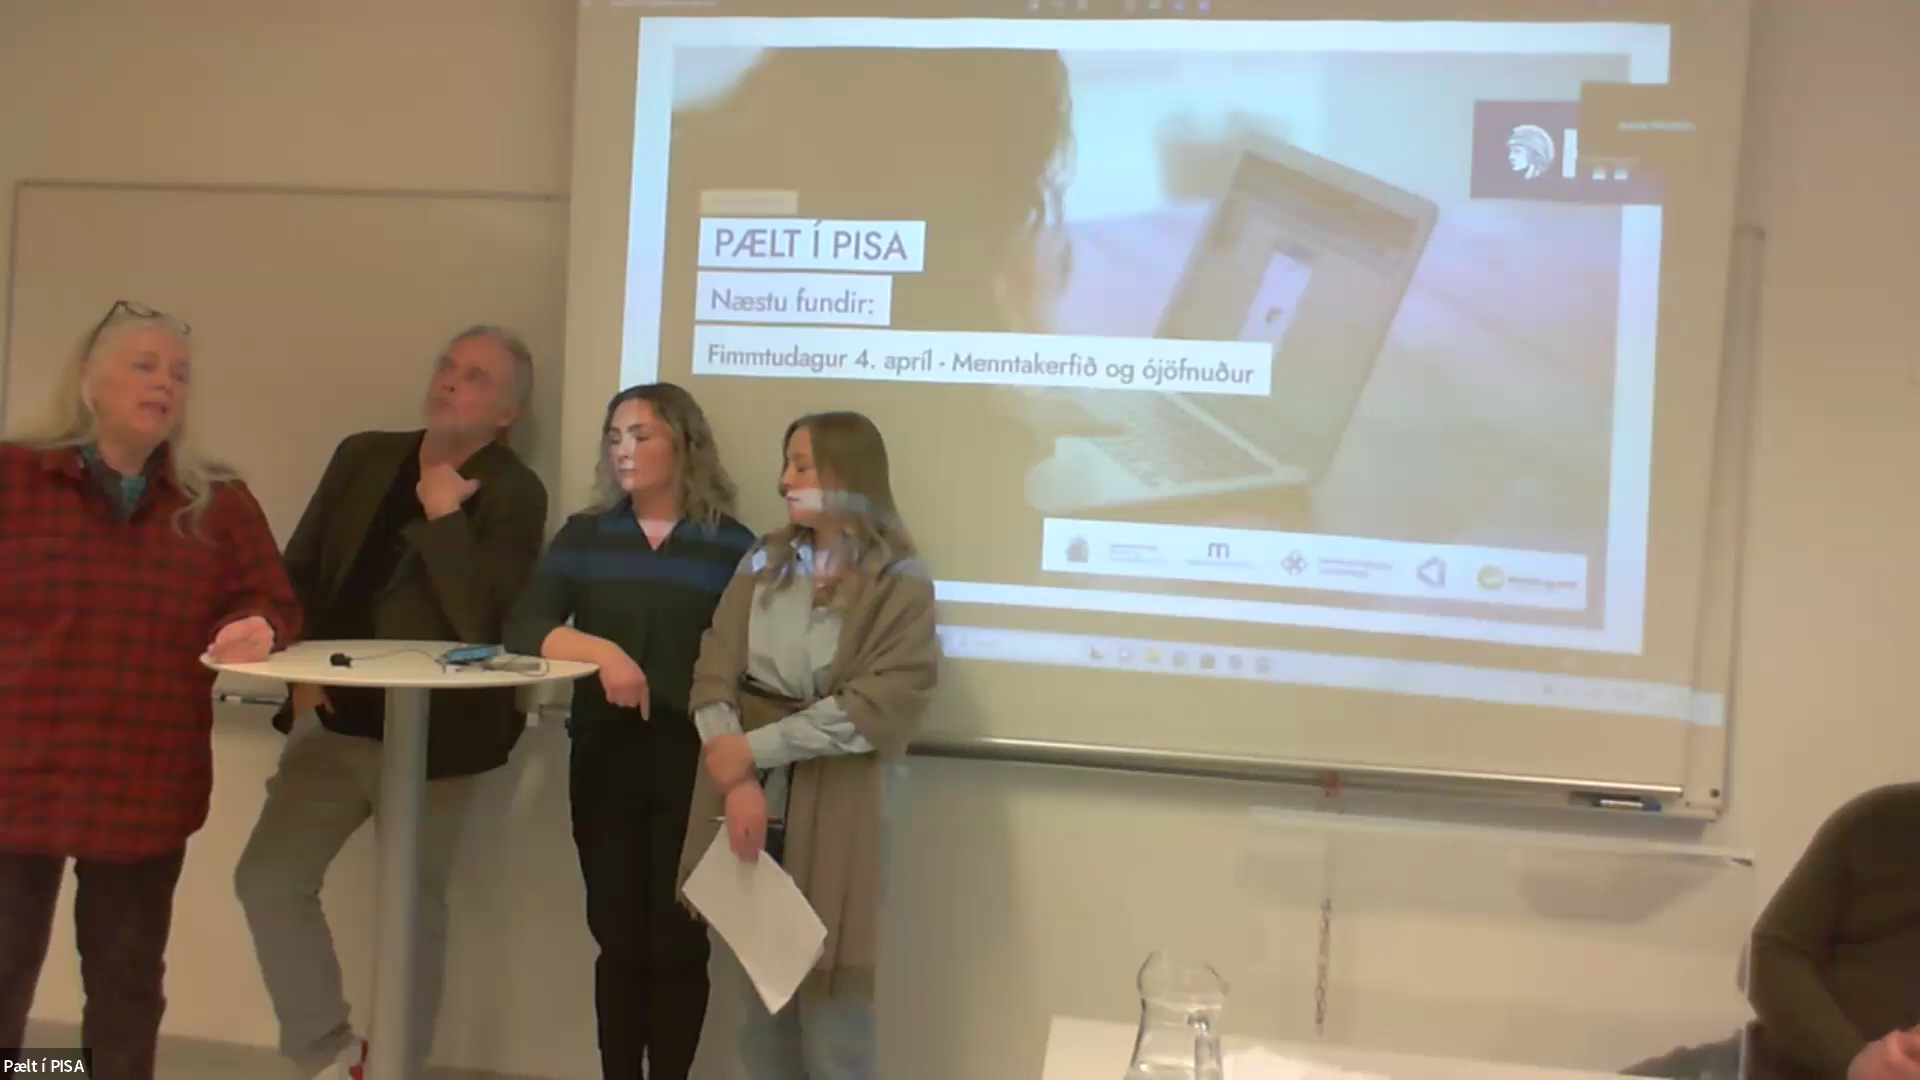 PÆLT Í PISA
Næstu fundir:
Fimmtudagur 4. apríl - Menntakerfið og ójöfnuður
Pælt í PISA